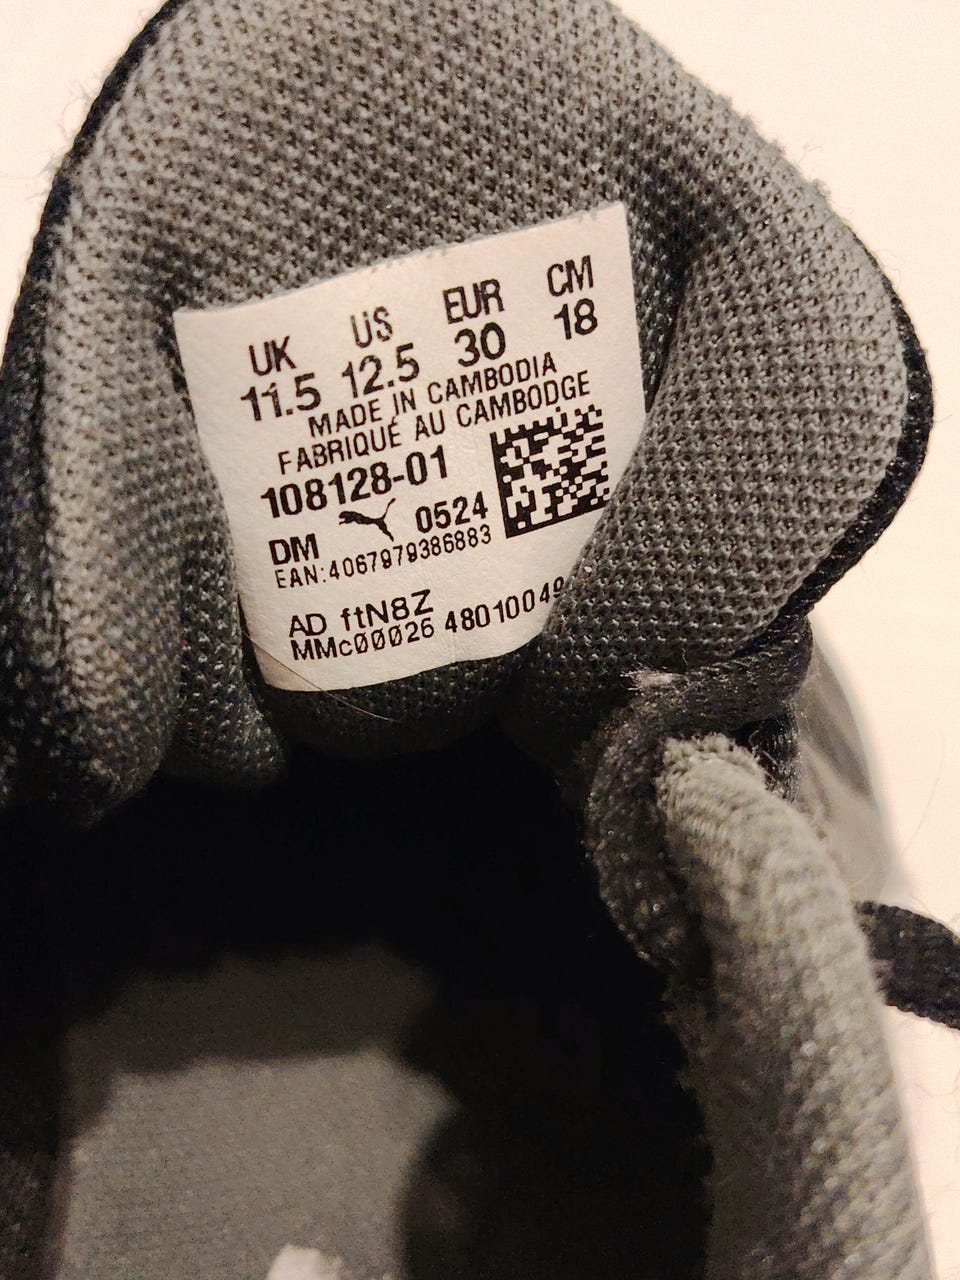 UK US EUR CM
11.5 12.5 30 18
MADE IN CAMBODIA
FABRIQUÉ AU CAMBODGE
108128-01
DM 0524
EAN:4067979386883
AD ftN8Z
MMc00026 48010049